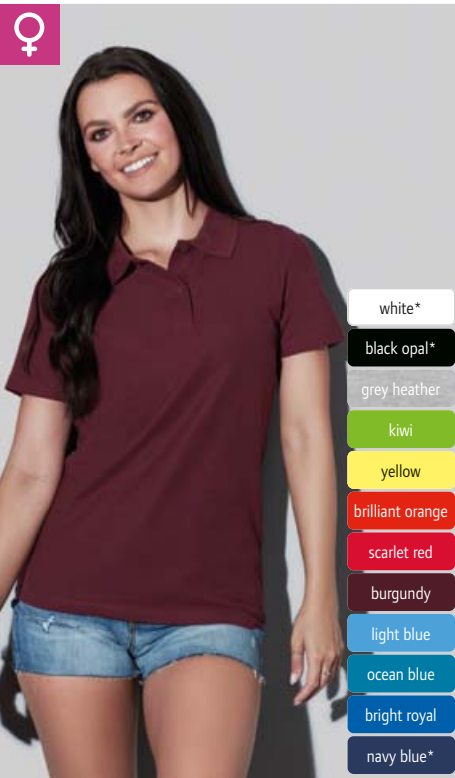 white*
black opal*
grey heather
kiwi
yellow
brilliant orange
scarlet red
burgundy
light blue
ocean blue
bright royal
navy blue*